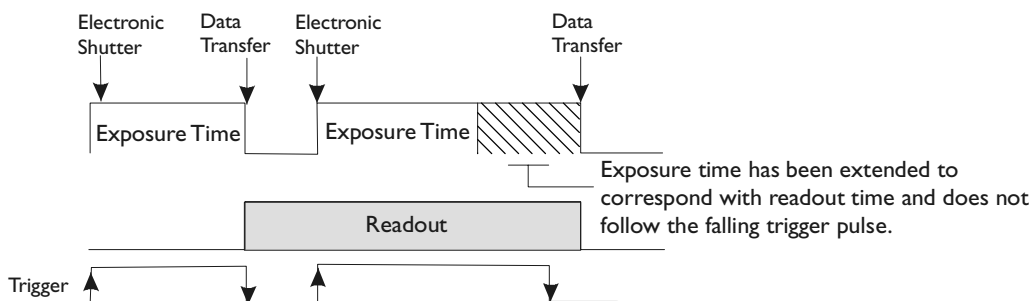 Electronic
Shutter
Data
Transfer
Electronic
Shutter
Data
Transfer
Exposure Time
Exposure Time
Exposure time has been extended to
correspond with readout time and does not
follow the falling trigger pulse.
Readout
Trigger